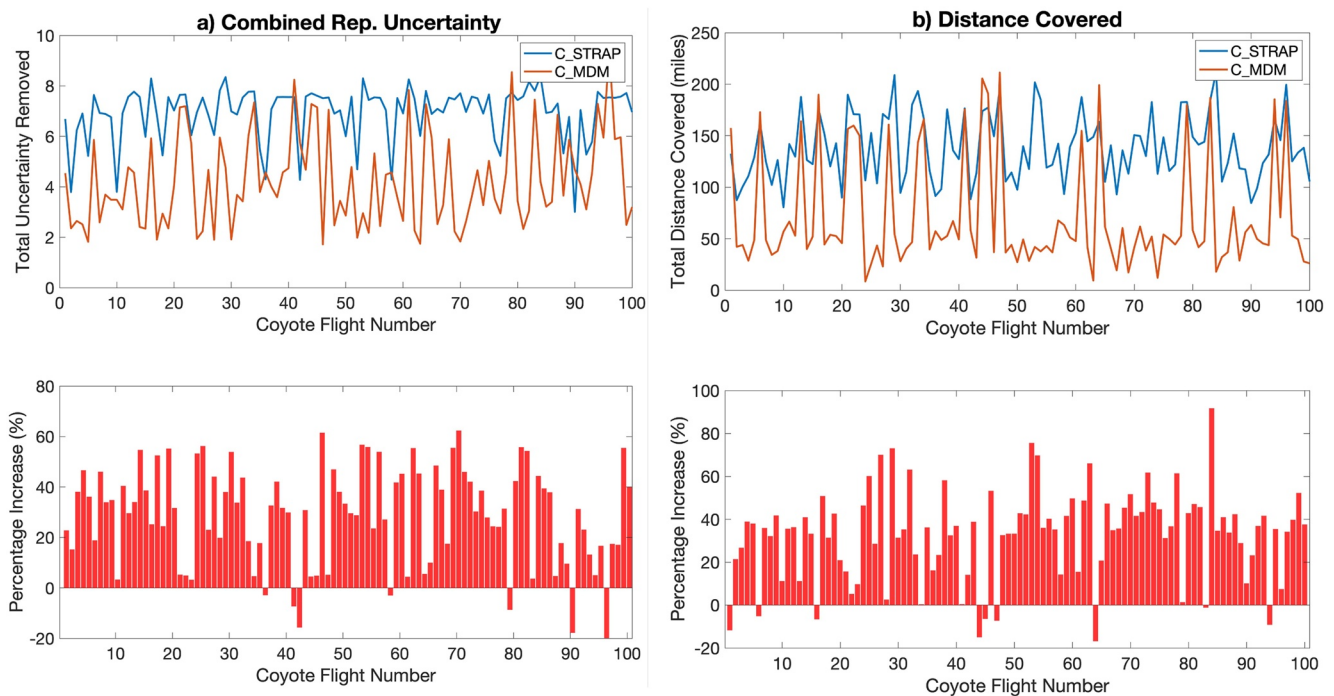 a) Combined Rep. Uncertainty
10
8
6
4
2
0
Total Uncertainty Removed
C_STRAP
C_MDM
0 10 20 30 40 50 60 70 80 90 100
Coyote Flight Number
b) Distance Covered
250
200
150
100
50
0
Total Distance Covered (miles)
C_STRAP
C_MDM
0 10 20 30 40 50 60 70 80 90 100
Coyote Flight Number
80
60
40
20
0
-20
Percentage Increase (%)
10 20 30 40 50 60 70 80 90 100
Coyote Flight Number
100
80
60
40
20
0
-20
Percentage Increase (%)
10 20 30 40 50 60 70 80 90 100
Coyote Flight Number